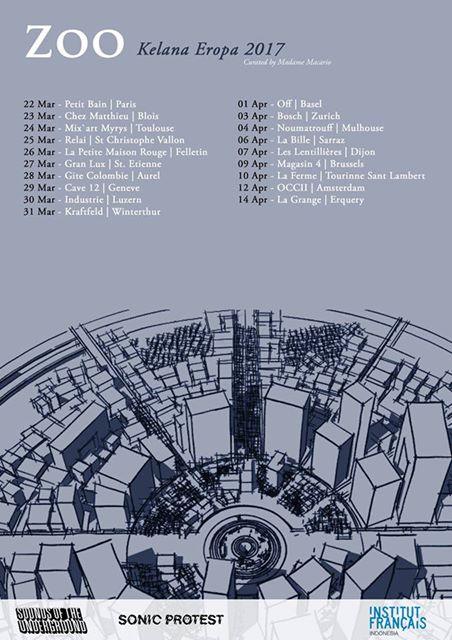 ZOO Kelana Eropa 2017
Curated by Madame Macario
22 Mar - Petit Bain | Paris
23 Mar - Chez Matthieu | Blois
24 Mar - Mix`art Myrys | Toulouse
25 Mar - Relai | St Christophe Vallon
26 Mar - La Petite Maison Rouge | Felletin
27 Mar - Gran Lux | St. Etienne
28 Mar - Gite Colombie | Aurel
29 Mar - Cave 12 | Geneve
30 Mar - Industrie | Luzern
31 Mar - Kraftfeld | Winterthur
01 Apr - Off | Basel
03 Apr - Bosch | Zurich
04 Apr - Noumatrouff | Mulhouse
06 Apr - La Bille | Sarraz
07 Apr - Les Lentillières | Dijon
09 Apr - Magasin 4 | Brussels
10 Apr - La Ferme | Tourinne Sant Lambert
12 Apr - OCCII | Amsterdam
14 Apr - La Grange | Erquery
SOUNDS OF THE
UNDERGROUND
SONIC PROTEST
INSTITUT
FRANÇAIS
INDONESIA